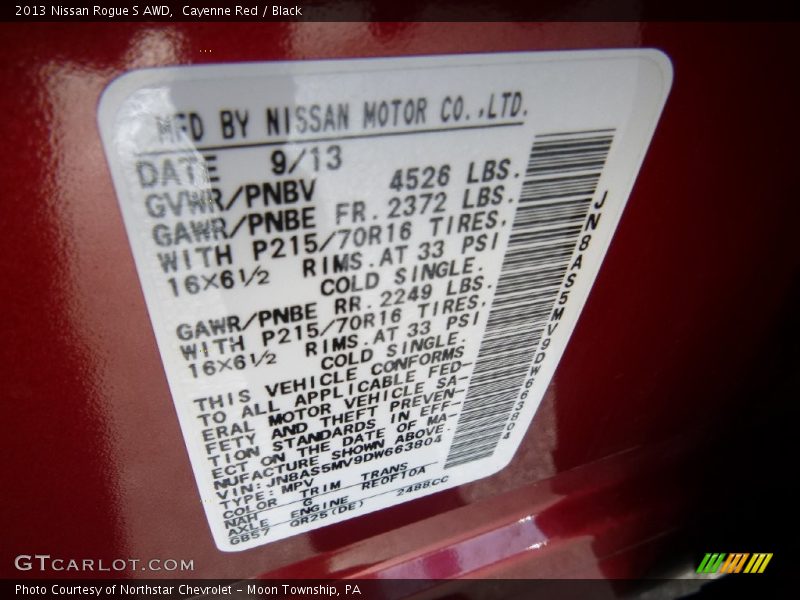 2013 Nissan Rogue S AWD, Cayenne Red / Black
MFD BY NISSAN MOTOR CO.,LTD.
DATE 9/13
GVWR/PNBV 4526 LBS.
GAWR/PNBE FR. 2372 LBS.
WITH P215/70R16 TIRES.
16×6½ RIMS. AT 33 PSI
COLD SINGLE.
GAWR/PNBE RR. 2249 LBS.
WITH P215/70R16 TIRES.
16×6½ RIMS. AT 33 PSI
COLD SINGLE.
THIS VEHICLE CONFORMS
TO ALL APPLICABLE FED-
ERAL MOTOR VEHICLE SA-
FETY AND THEFT PREVEN-
TION STANDARDS IN EFF-
ECT ON THE DATE OF MA-
NUFACTURE SHOWN ABOVE.
VIN: JN8AS5MV9DW663804
TYPE: MPV
COLOR TRIM TRANS
NAH G RE0F10A
AXLE ENGINE
GB57 QR25(DE) 2488CC
JN8AS5MV9DW663804
GTCARLOT.COM
Photo Courtesy of Northstar Chevrolet - Moon Township, PA